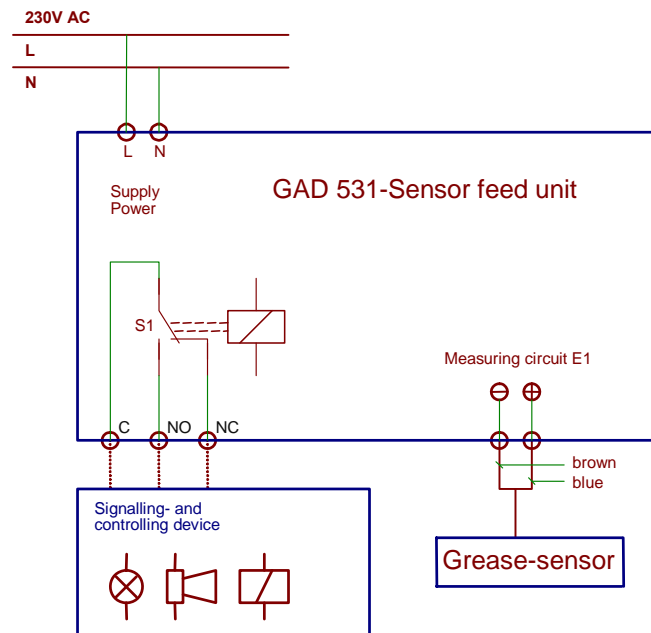 230V AC
L
N
L N
Supply
Power
GAD 531-Sensor feed unit
S1
Measuring circuit E1
C NO NC
brown
blue
Signalling- and
controlling device
Grease-sensor